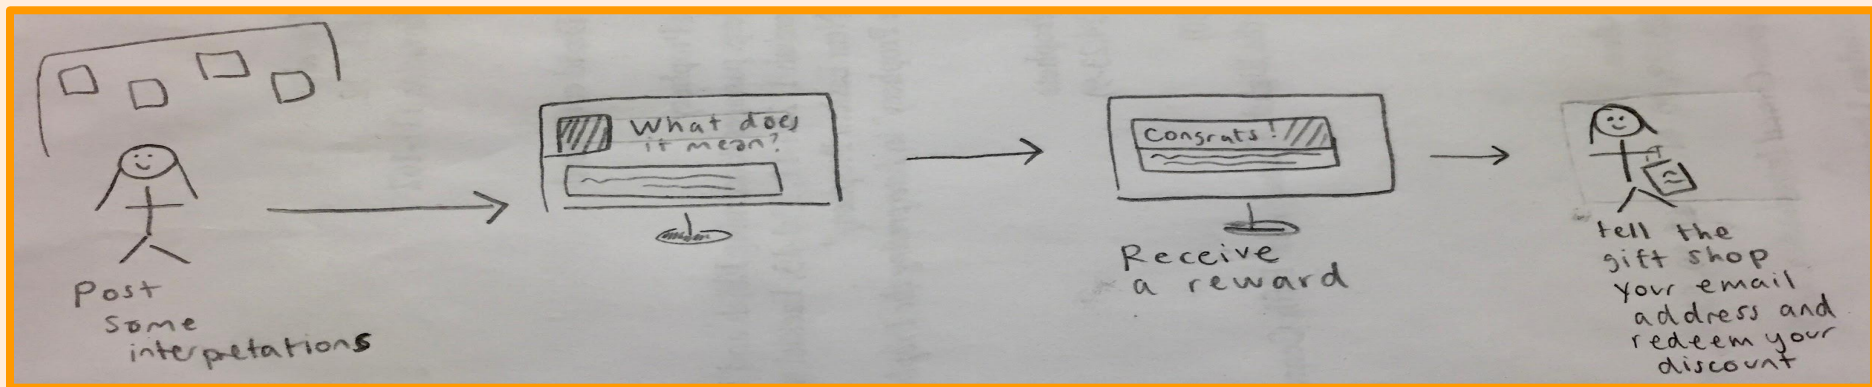 Post
some
interpretations
What does
it mean?
Congrats!
Receive
a reward
tell the
gift shop
your email
address and
redeem your
discount